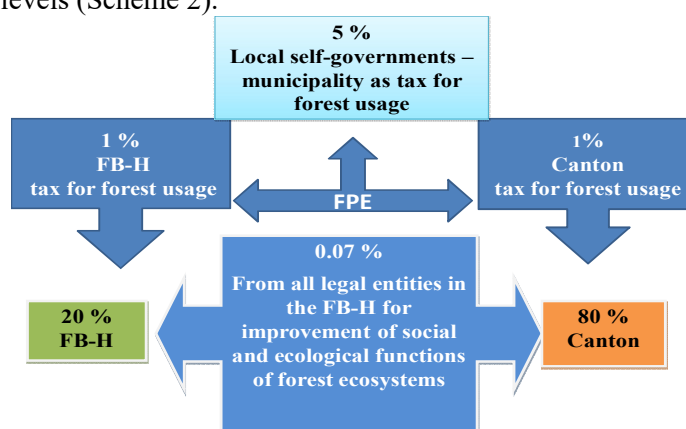 levels (Scheme 2).
5 %
Local self-governments –
municipality as tax for
forest usage
1 %
FB-H
tax for forest usage
1%
Canton
tax for forest usage
FPE
0.07 %
From all legal entities in
the FB-H for
improvement of social
and ecological functions
of forest ecosystems
20 %
FB-H
80 %
Canton